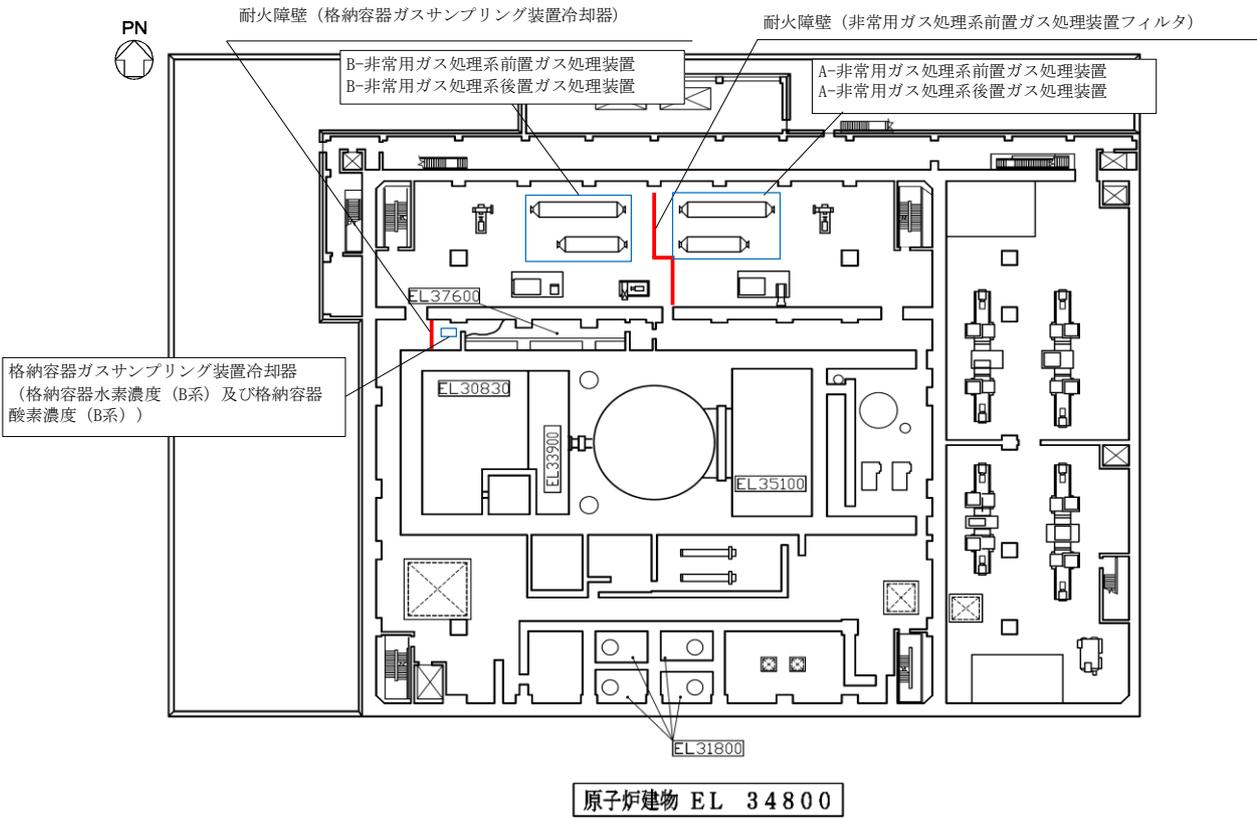 耐火障壁（格納容器ガスサンプリング装置冷却器）
耐火障壁（非常用ガス処理系前置ガス処理装置フィルタ）
PN
B-非常用ガス処理系前置ガス処理装置
B-非常用ガス処理系後置ガス処理装置
A-非常用ガス処理系前置ガス処理装置
A-非常用ガス処理系後置ガス処理装置
EL37600
格納容器ガスサンプリング装置冷却器
（格納容器水素濃度（B系）及び格納容器
酸素濃度（B系））
EL30830
EL33900
EL35100
EL31800
原子炉建物 EL 34800